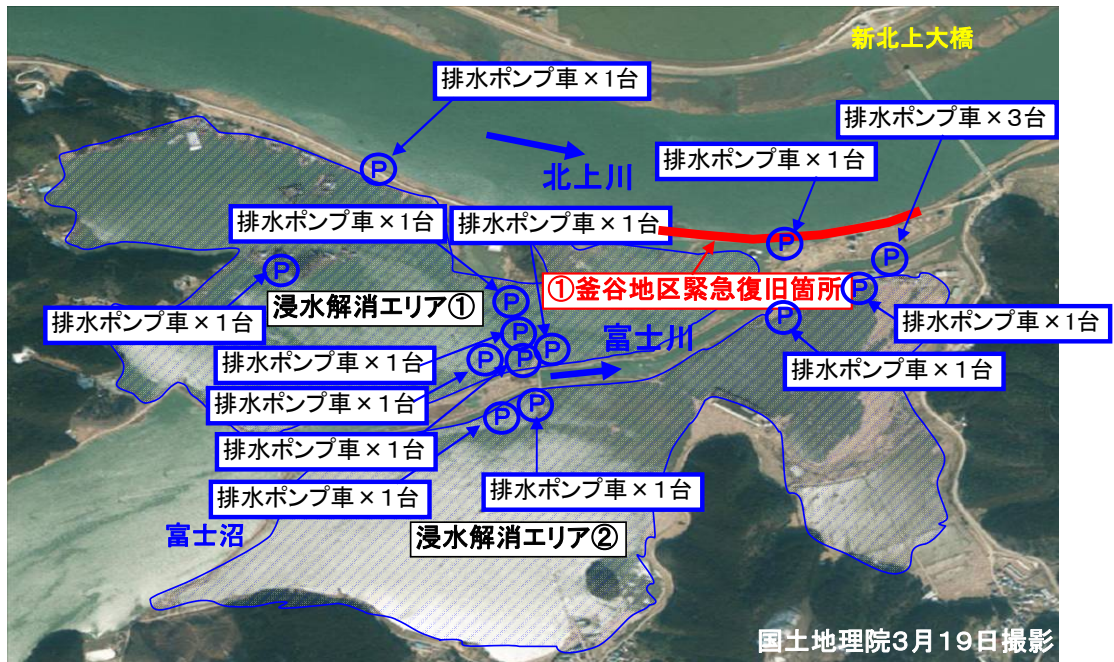 新北上大橋
排水ポンプ車×1台
排水ポンプ車×3台
排水ポンプ車×1台
北上川
排水ポンプ車×1台
排水ポンプ車×1台
P
P
P
P
①釜谷地区緊急復旧箇所
P
浸水解消エリア①
P
P
排水ポンプ車×1台
排水ポンプ車×1台
富士川
P
P
P
P
排水ポンプ車×1台
排水ポンプ車×1台
排水ポンプ車×1台
P
P
排水ポンプ車×1台
排水ポンプ車×1台
排水ポンプ車×1台
富士沼
浸水解消エリア②
国土地理院3月19日撮影